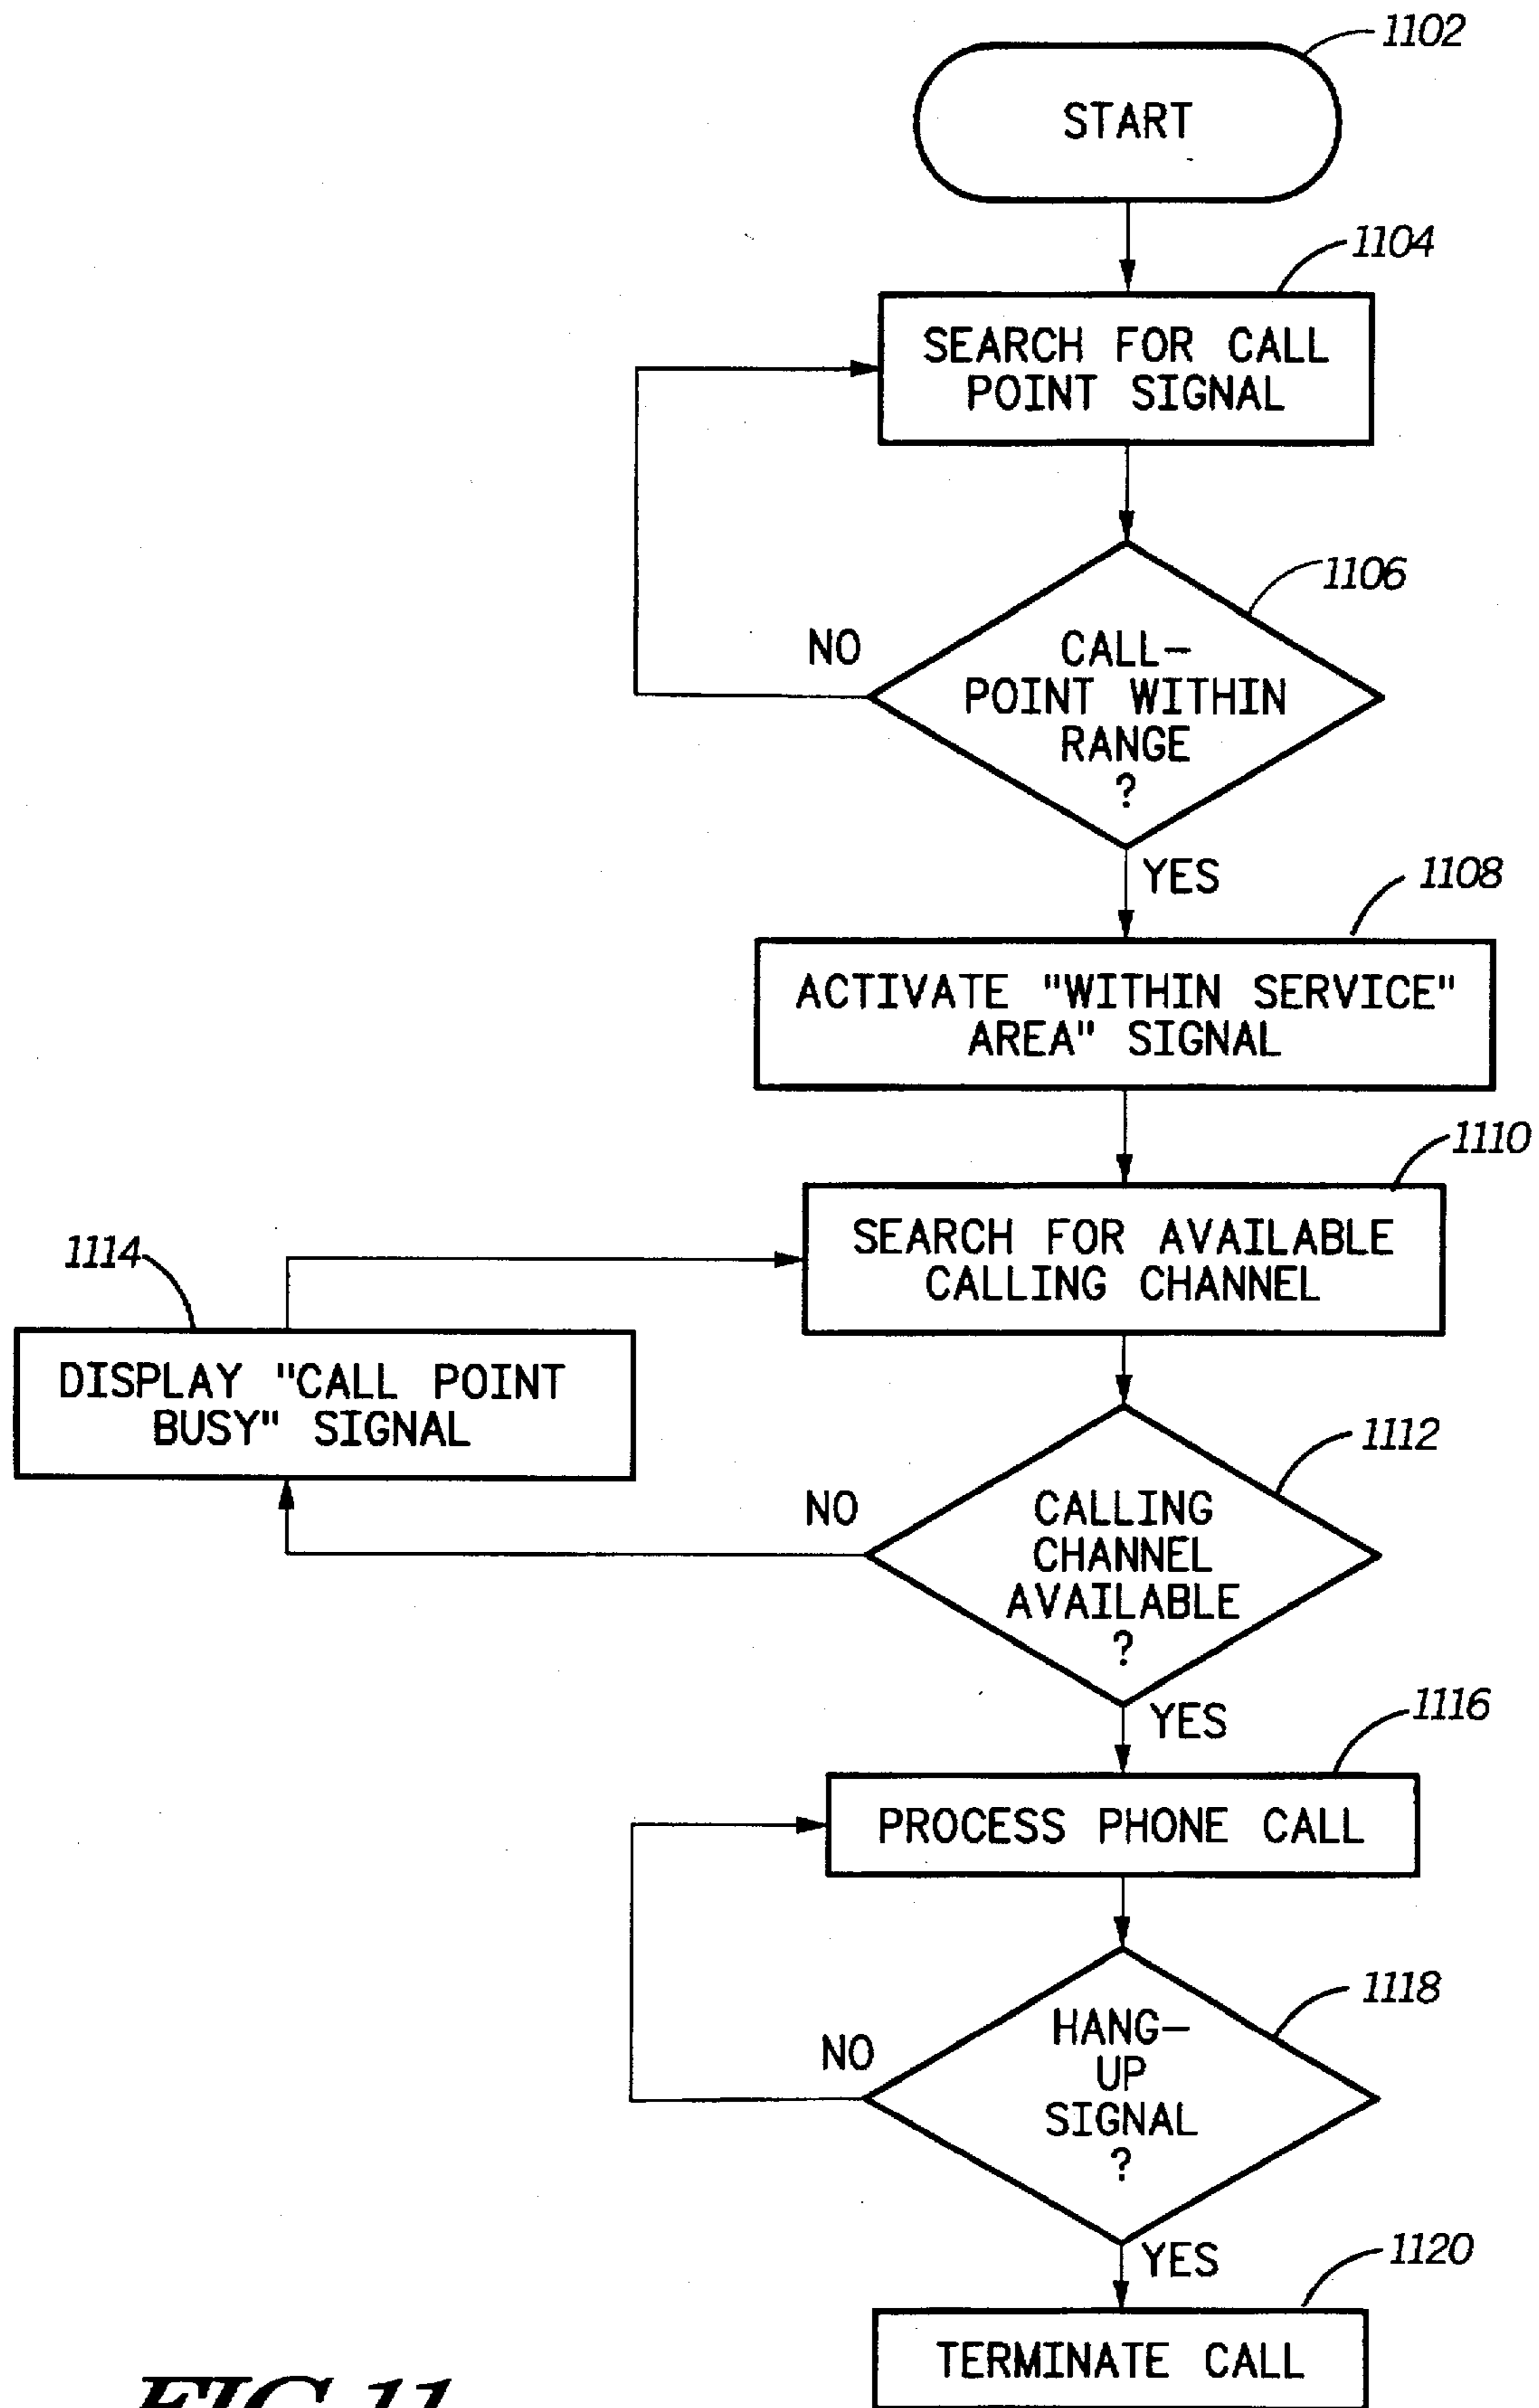 1102
START
1104
SEARCH FOR CALL
POINT SIGNAL
1106
NO
CALL-
POINT WITHIN
RANGE
?
YES
1108
ACTIVATE "WITHIN SERVICE"
AREA" SIGNAL
1110
SEARCH FOR AVAILABLE
CALLING CHANNEL
1114
DISPLAY "CALL POINT
BUSY" SIGNAL
1112
NO
CALLING
CHANNEL
AVAILABLE
?
YES
1116
PROCESS PHONE CALL
1118
NO
HANG-
UP
SIGNAL
?
YES
1120
TERMINATE CALL
FIG.11